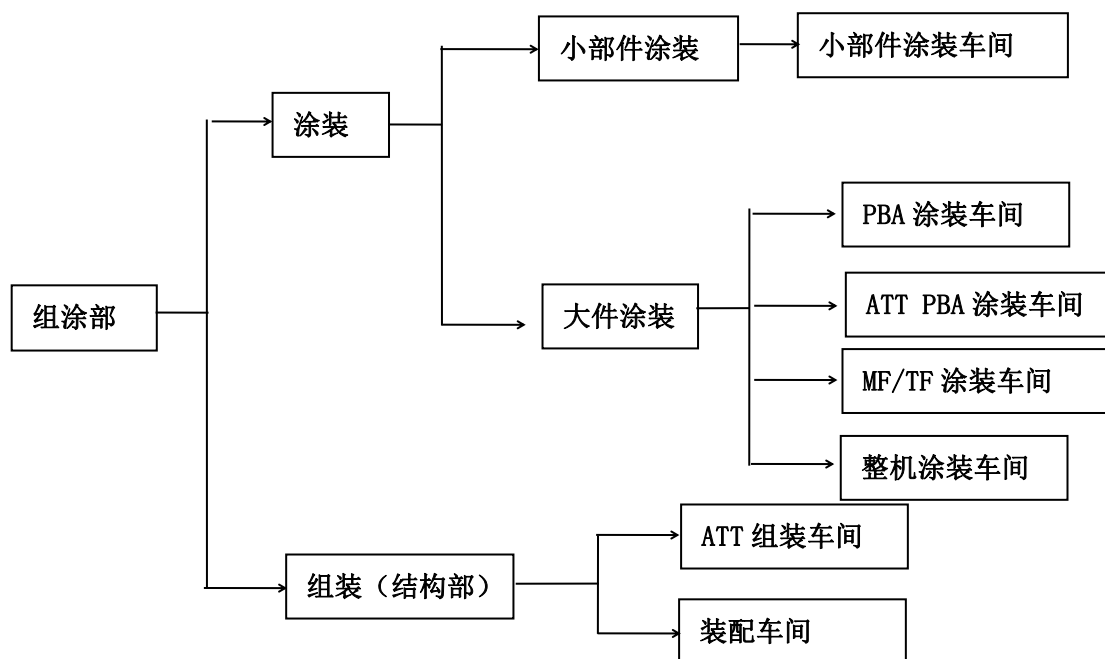 小部件涂装
小部件涂装车间
涂装
PBA 涂装车间
组涂部
大件涂装
ATT PBA 涂装车间
MF/TF 涂装车间
整机涂装车间
ATT 组装车间
组装（结构部）
装配车间